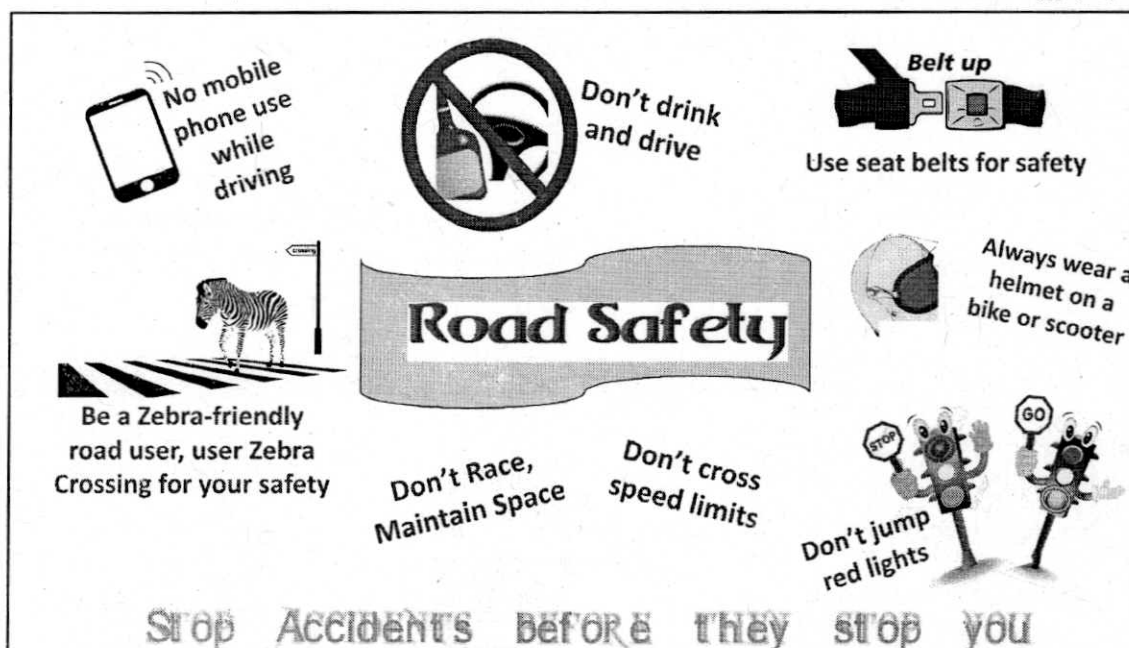 No mobile
phone use
while
driving
Don't drink
and drive
Belt up
Use seat belts for safety
Be a Zebra-friendly
road user, user Zebra
Crossing for your safety
Road Safety
Always wear a
helmet on a
bike or scooter
Don't Race,
Maintain Space
Don't cross
speed limits
STOP
GO
Don't jump
red lights
Stop Accidents before they stop you